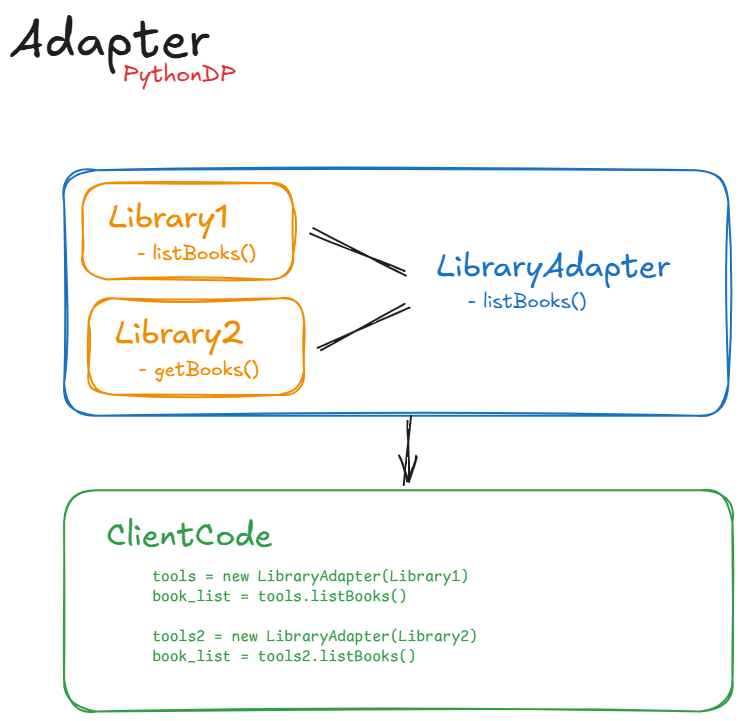 Adapter
PythonDP
Library1
- listBooks()
Library2
- getBooks()
LibraryAdapter
- listBooks()
ClientCode
tools = new LibraryAdapter(Library1)
book_list = tools.listBooks()
tools2 = new LibraryAdapter(Library2)
book_list = tools2.listBooks()